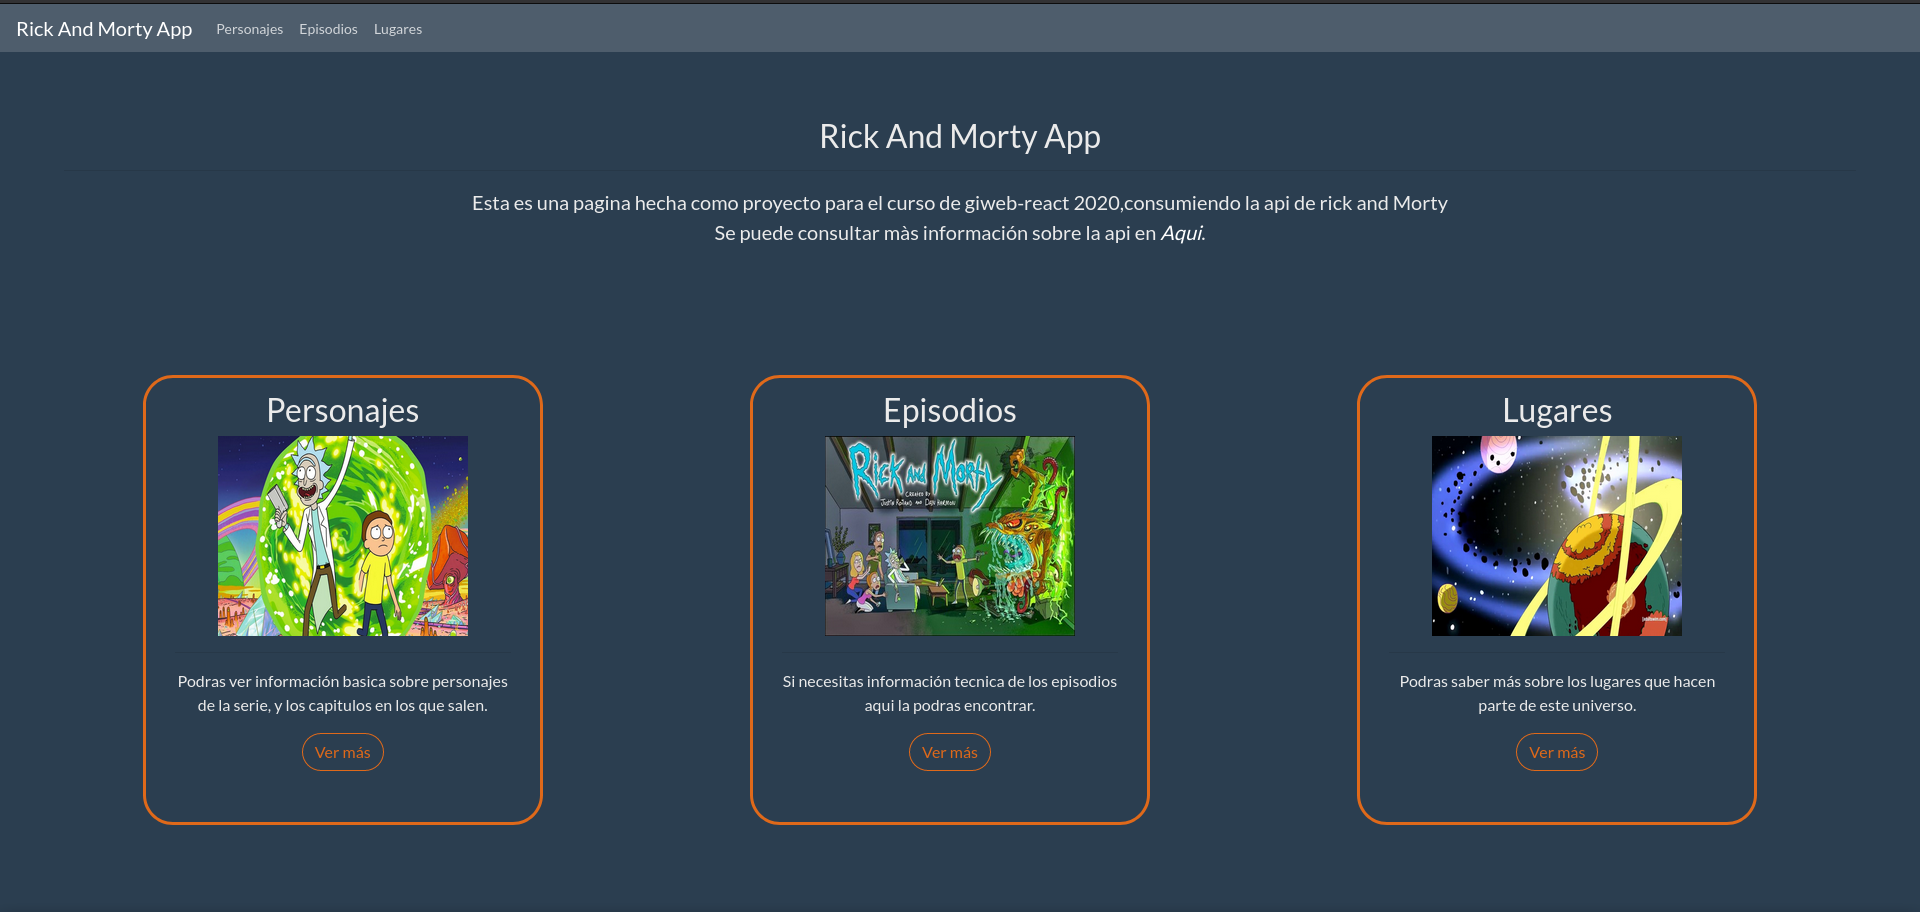 Rick And Morty App Personajes Episodios Lugares
Rick And Morty App
Esta es una pagina hecha como proyecto para el curso de giweb-react 2020,consumiendo la api de rick and Morty
Se puede consultar màs información sobre la api en Aqui.
Personajes
Podras ver información basica sobre personajes
de la serie, y los capitulos en los que salen.
Ver más
Episodios
Rick and Morty
CREATED BY
Justin Roiland and Dan Harmon
Si necesitas información tecnica de los episodios
aqui la podras encontrar.
Ver más
Lugares
Podras saber más sobre los lugares que hacen
parte de este universo.
Ver más